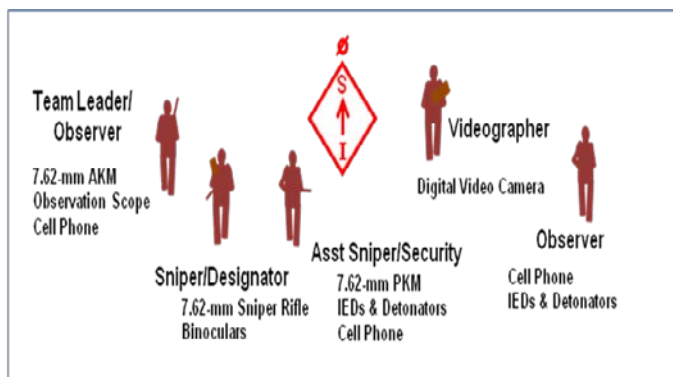 Ø
S
I
Team Leader/
Observer
7.62-mm AKM
Observation Scope
Cell Phone
Sniper/Designator
7.62-mm Sniper Rifle
Binoculars
Asst Sniper/Security
7.62-mm PKM
IEDs & Detonators
Cell Phone
Videographer
Digital Video Camera
Observer
Cell Phone
IEDs & Detonators